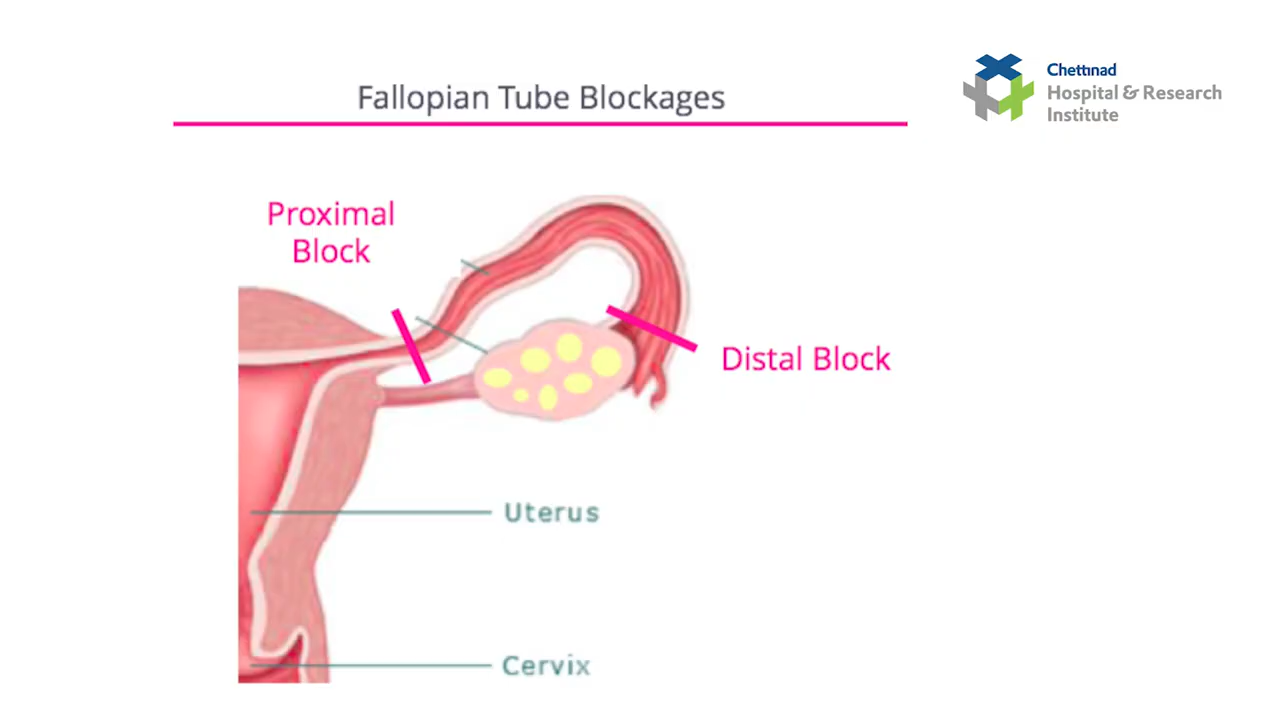 Fallopian Tube Blockages
Chettinad
Hospital & Research
Institute
Proximal
Block
Distal Block
Uterus
Cervix